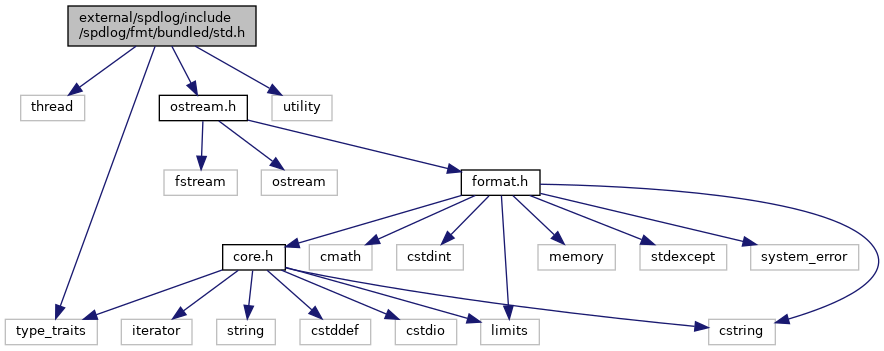 external/spdlog/include
/spdlog/fmt/bundled/std.h
thread
ostream.h
utility
fstream
ostream
format.h
core.h
cmath
cstdint
memory
stdexcept
system_error
type_traits
iterator
string
cstddef
cstdio
limits
cstring